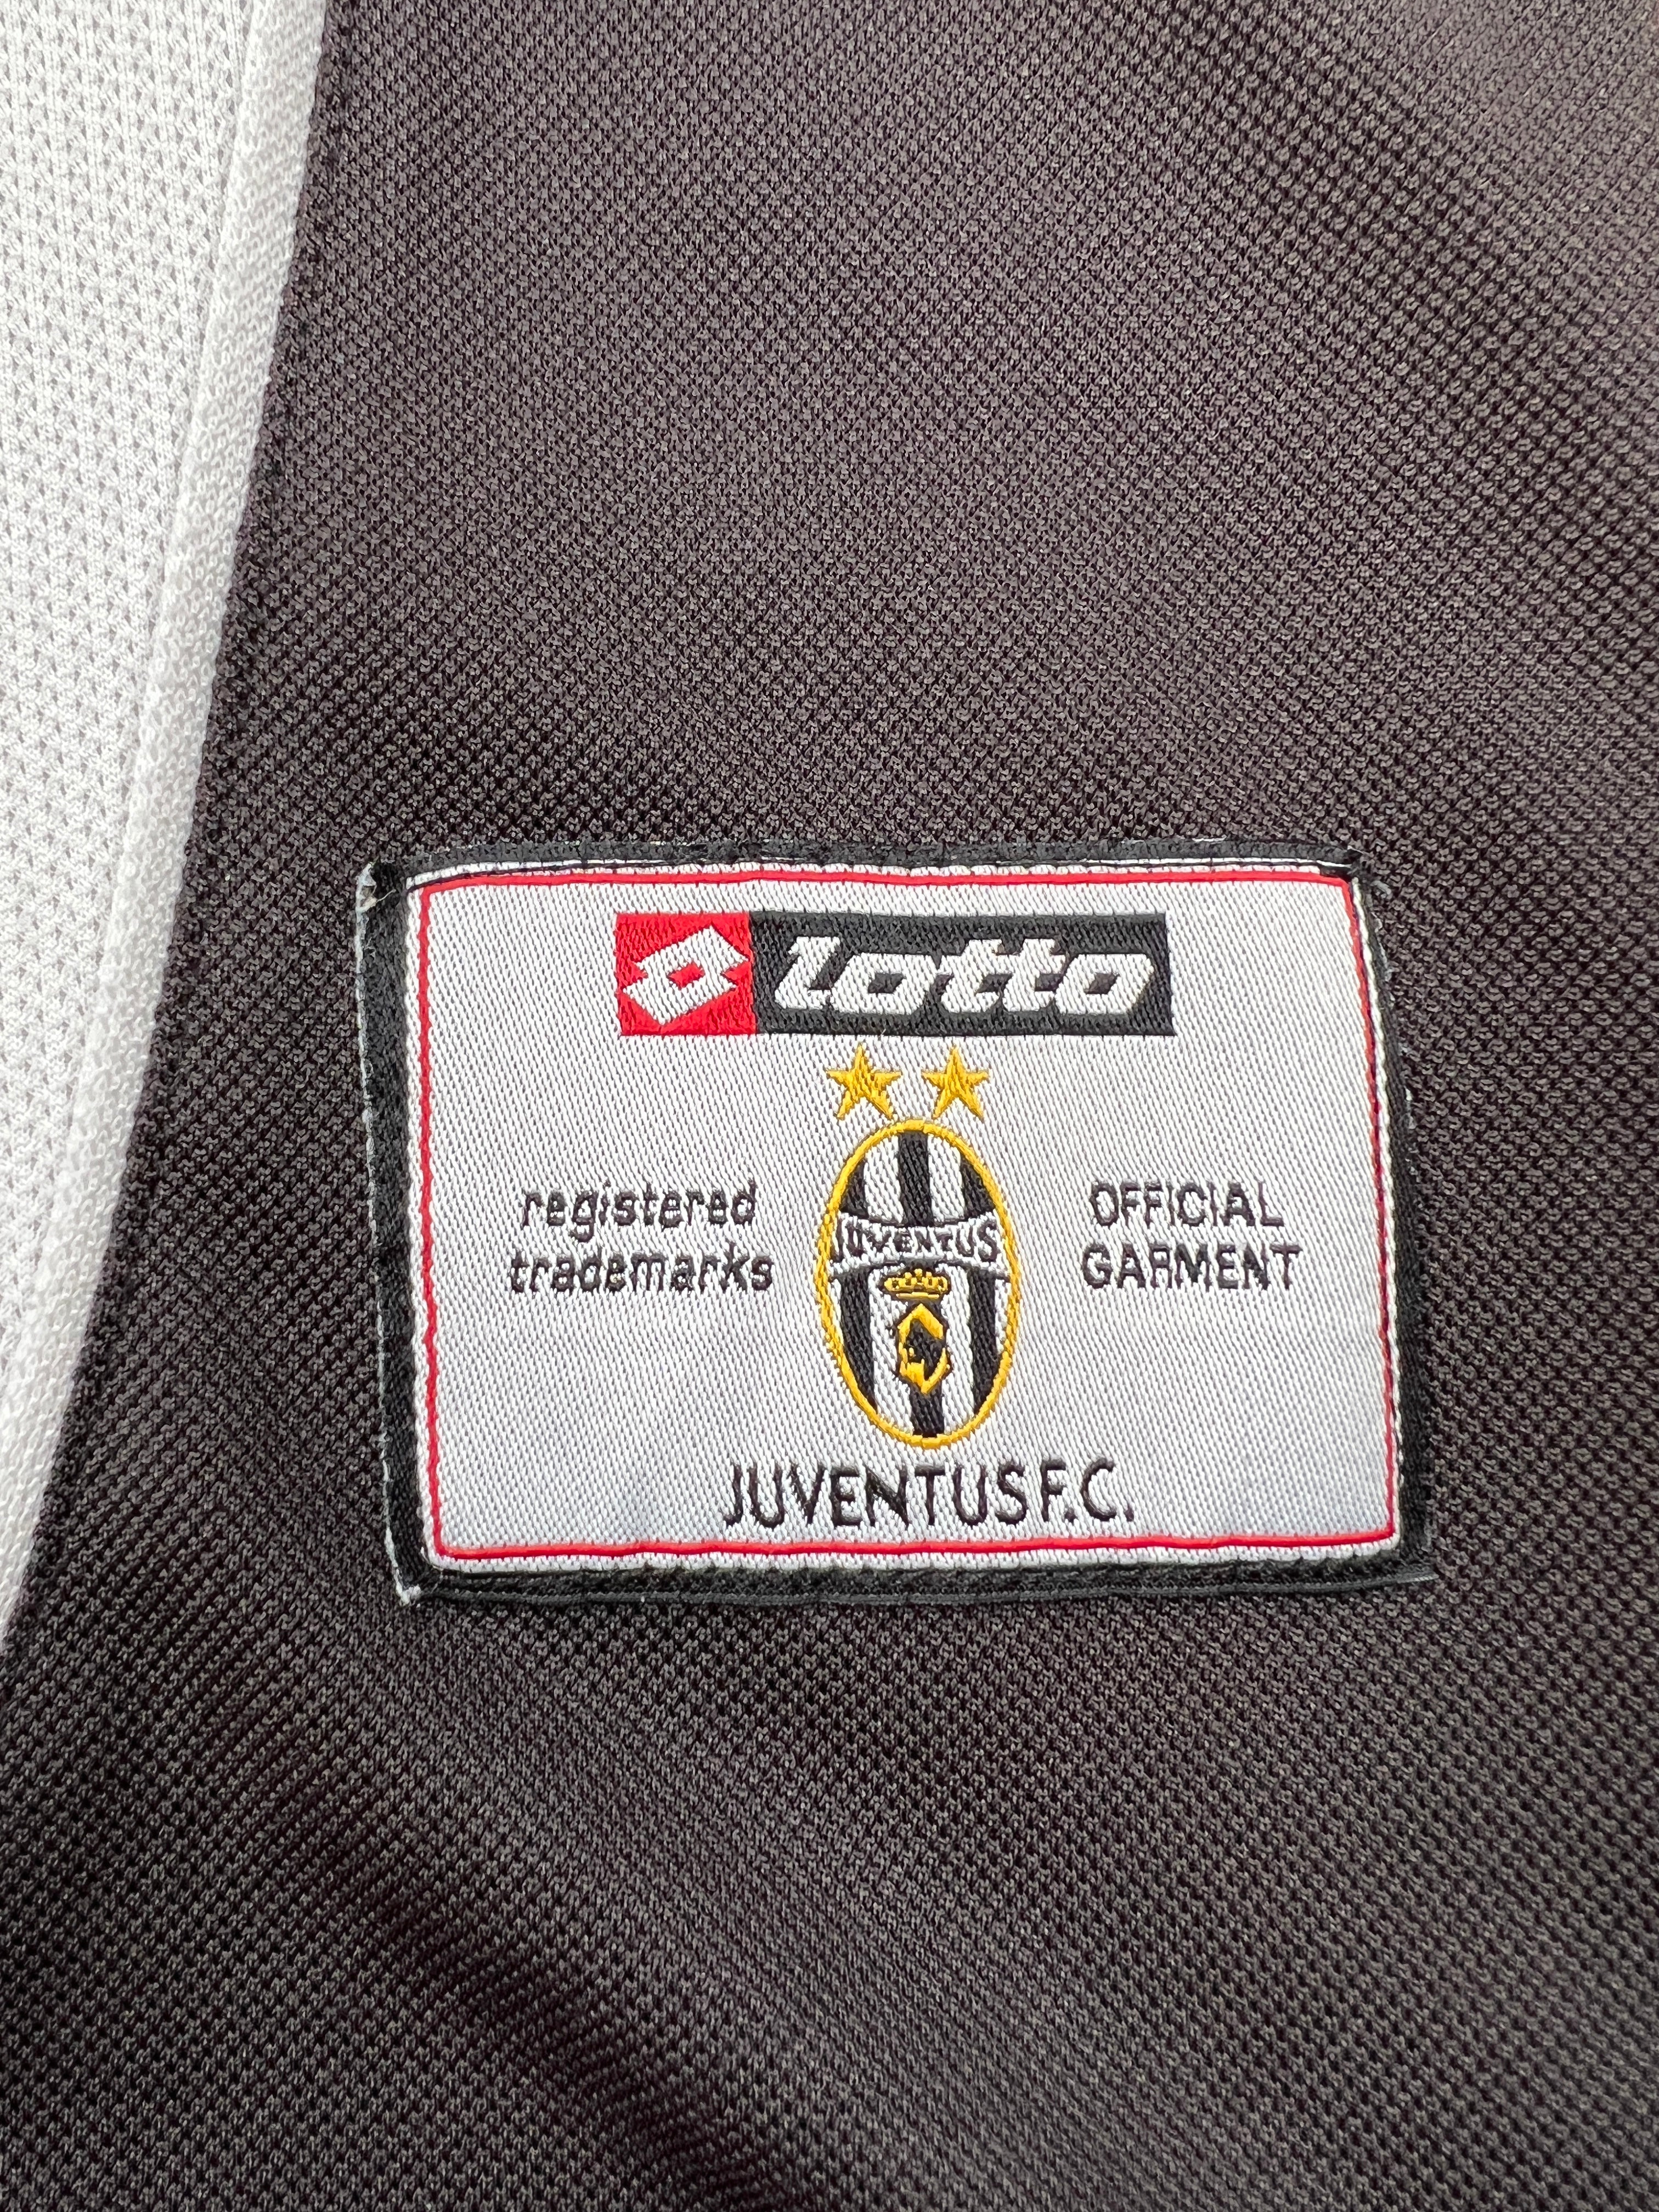 lotto
JUVENTUS
registered
trademarks
OFFICIAL
GARMENT
JUVENTUS F.C.